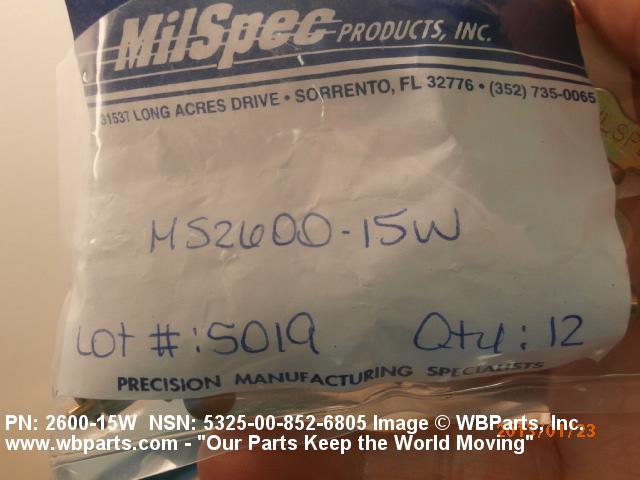 MilSpec PRODUCTS, INC.
31537 LONG ACRES DRIVE • SORRENTO, FL 32776 • (352) 735-0065
MS2600-15W
Lot #: 5019 Qty: 12
PRECISION MANUFACTURING SPECIALISTS
PN: 2600-15W NSN: 5325-00-852-6805 Image © WBParts, Inc.
www.wbparts.com - "Our Parts Keep the World Moving"